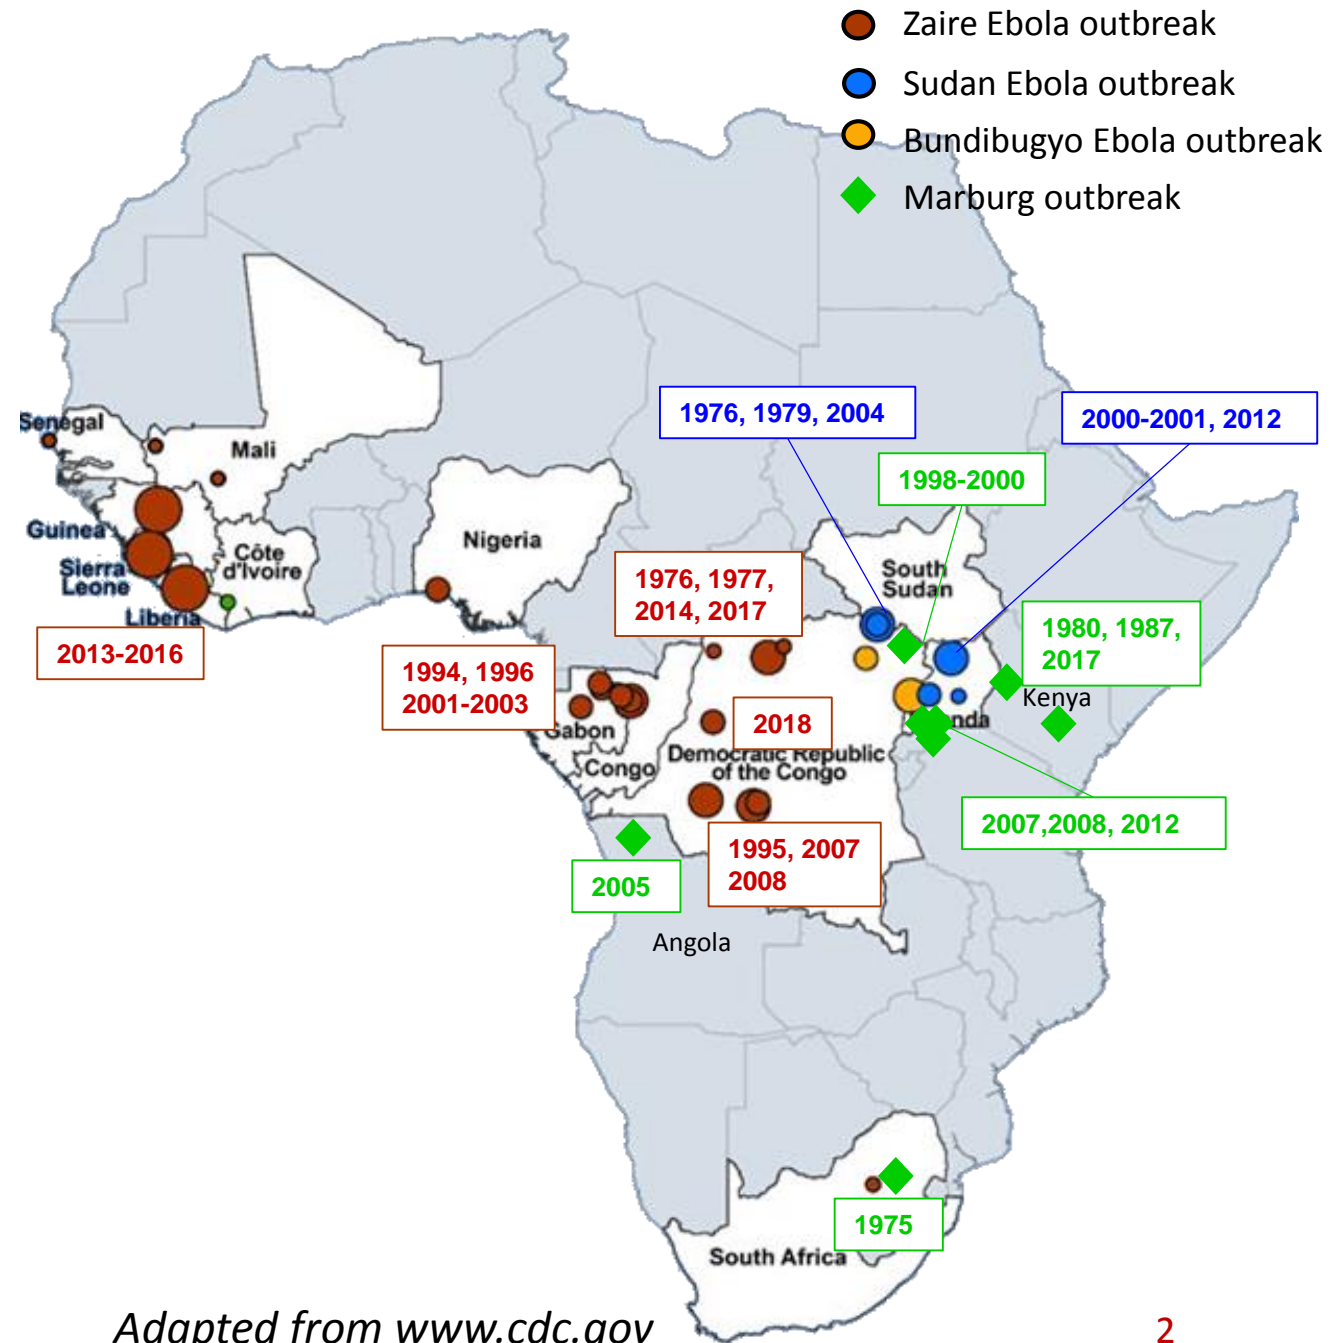 Zaire Ebola outbreak
Sudan Ebola outbreak
Bundibugyo Ebola outbreak
Marburg outbreak
1976, 1979, 2004
2000-2001, 2012
Senegal
Mali
1998-2000
Guinea
Côte
d'Ivoire
Nigeria
Sierra
Leone
South
Sudan
1976, 1977,
2014, 2017
Liberia
1980, 1987,
2017
2013-2016
1994, 1996
2001-2003
Kenya
2018
Gabon
nda
Democratic Republic
of the Congo
Congo
2007,2008, 2012
1995, 2007
2008
2005
Angola
1975
South Africa
Adapted from www.cdc.gov
2